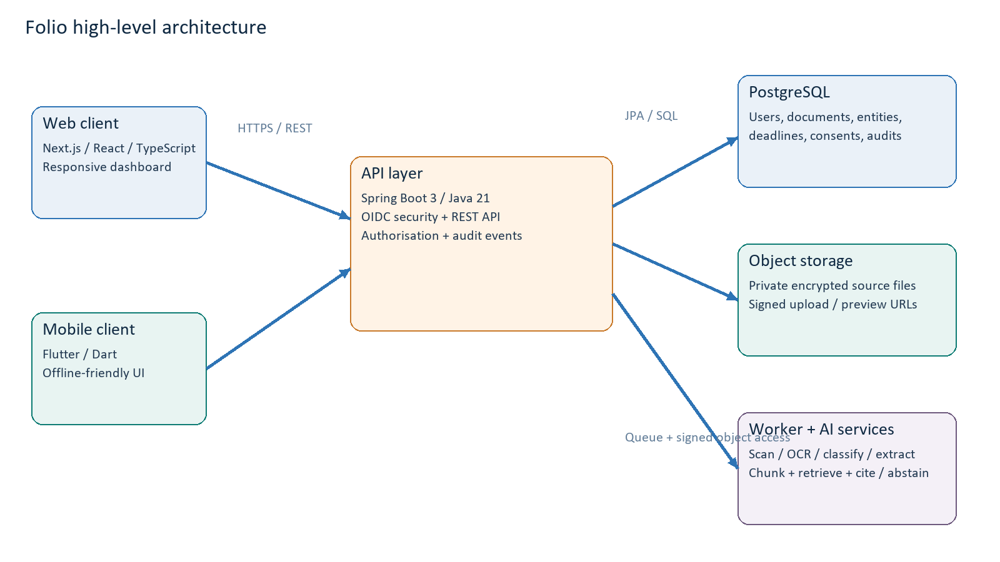 Folio high-level architecture
Web client
Next.js / React / TypeScript
Responsive dashboard
HTTPS / REST
Mobile client
Flutter / Dart
Offline-friendly UI
API layer
Spring Boot 3 / Java 21
OIDC security + REST API
Authorisation + audit events
JPA / SQL
PostgreSQL
Users, documents, entities,
deadlines, consents, audits
Object storage
Private encrypted source files
Signed upload / preview URLs
Queue + signed object access
Worker + AI services
Scan / OCR / classify / extract
Chunk + retrieve + cite / abstain